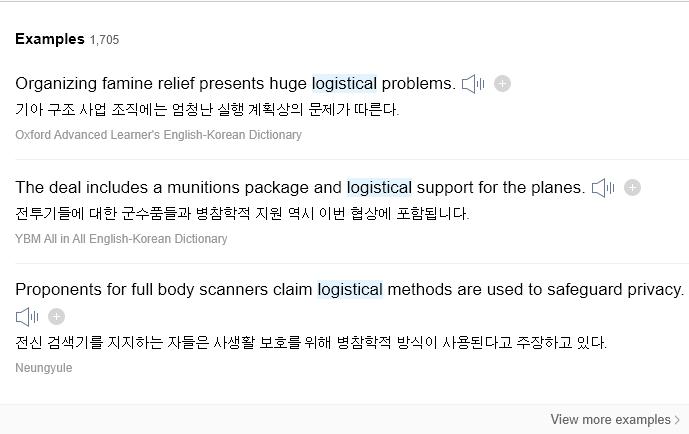 Examples 1,705
Organizing famine relief presents huge logistical problems.
기아 구조 사업 조직에는 엄청난 실행 계획상의 문제가 따른다.
Oxford Advanced Learner's English-Korean Dictionary
The deal includes a munitions package and logistical support for the planes.
전투기들에 대한 군수품들과 병참학적 지원 역시 이번 협상에 포함됩니다.
YBM All in All English-Korean Dictionary
Proponents for full body scanners claim logistical methods are used to safeguard privacy.
전신 검색기를 지지하는 자들은 사생활 보호를 위해 병참학적 방식이 사용된다고 주장하고 있다.
Neungyule
View more examples